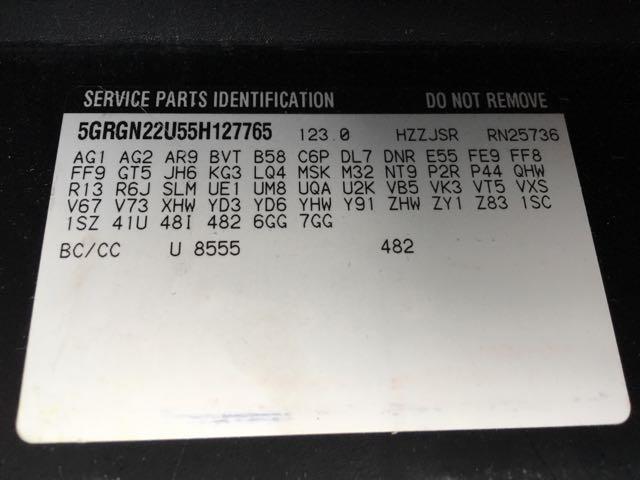 SERVICE PARTS IDENTIFICATION DO NOT REMOVE
5GRGN22U55H127765 123.0 HZZJSR RN25736
AG1 AG2 AR9 BVT B58 C6P DL7 DNR E55 FE9 FF8
FF9 GT5 JH6 KG3 LQ4 MSK M32 NT9 P2R P44 QHW
R13 R6J SLM UE1 UM8 UQA U2K VB5 VK3 VT5 VXS
V67 V73 XHW YD3 YD6 YHW Y91 ZHW ZY1 Z83 1SC
1SZ 41U 48I 482 6GG 7GG
BC/CC U 8555 482